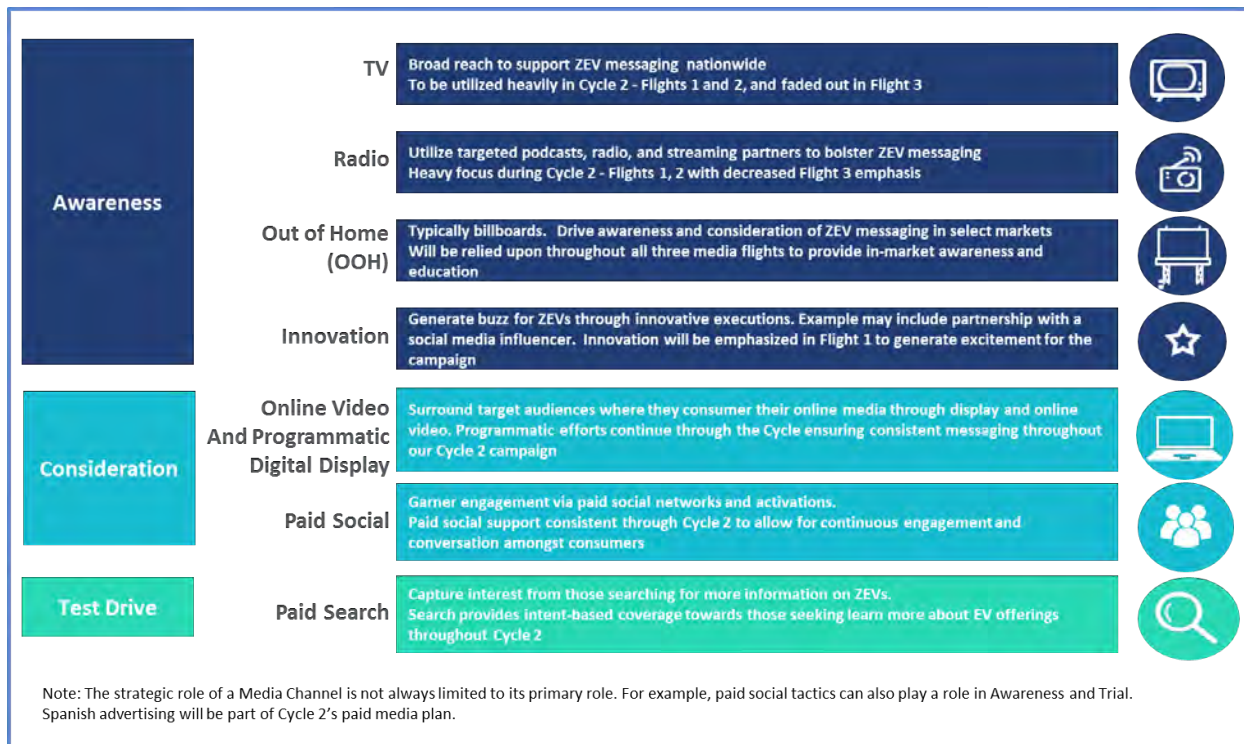 Awareness
TV
Broad reach to support ZEV messaging nationwide
To be utilized heavily in Cycle 2 - Flights 1 and 2, and faded out in Flight 3
Radio
Utilize targeted podcasts, radio, and streaming partners to bolster ZEV messaging
Heavy focus during Cycle 2 - Flights 1, 2 with decreased Flight 3 emphasis
Out of Home
(OOH)
Typically billboards. Drive awareness and consideration of ZEV messaging in select markets
Will be relied upon throughout all three media flights to provide in-market awareness and
education
Innovation
Generate buzz for ZEVs through innovative executions. Example may include partnership with a
social media influencer. Innovation will be emphasized in Flight 1 to generate excitement for the
campaign
Consideration
Online Video
And Programmatic
Digital Display
Surround target audiences where they consumer their online media through display and online
video. Programmatic efforts continue through the Cycle ensuring consistent messaging throughout
our Cycle 2 campaign
Paid Social
Garner engagement via paid social networks and activations.
Paid social support consistent through Cycle 2 to allow for continuous engagement and
conversation amongst consumers
Test Drive
Paid Search
Capture interest from those searching for more information on ZEVs.
Search provides intent-based coverage towards those seeking learn more about EV offerings
throughout Cycle 2
Note: The strategic role of a Media Channel is not always limited to its primary role. For example, paid social tactics can also play a role in Awareness and Trial.
Spanish advertising will be part of Cycle 2's paid media plan.